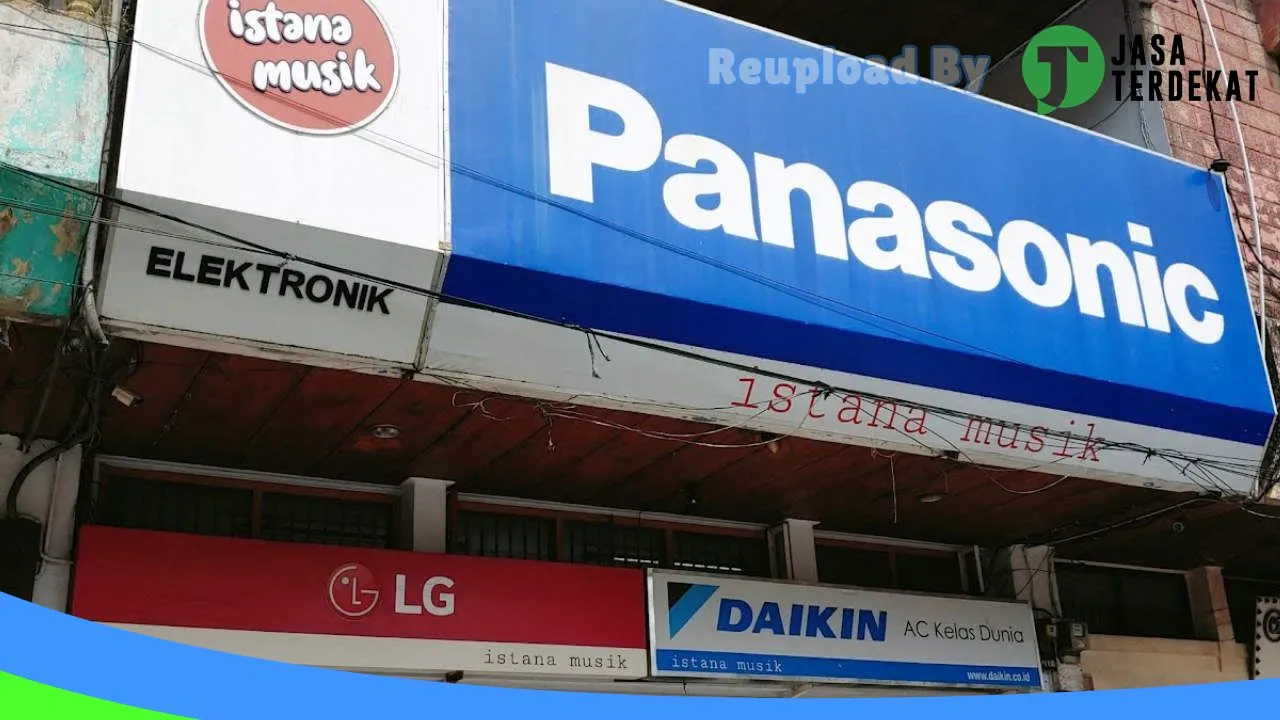 istana
musik
Reupload By
JASA
TERDEKAT
Panasonic
ELEKTRONIK
istana musik
LG
istana musik
DAIKIN
AC Kelas Dunia
istana musik
www.daikin.co.id